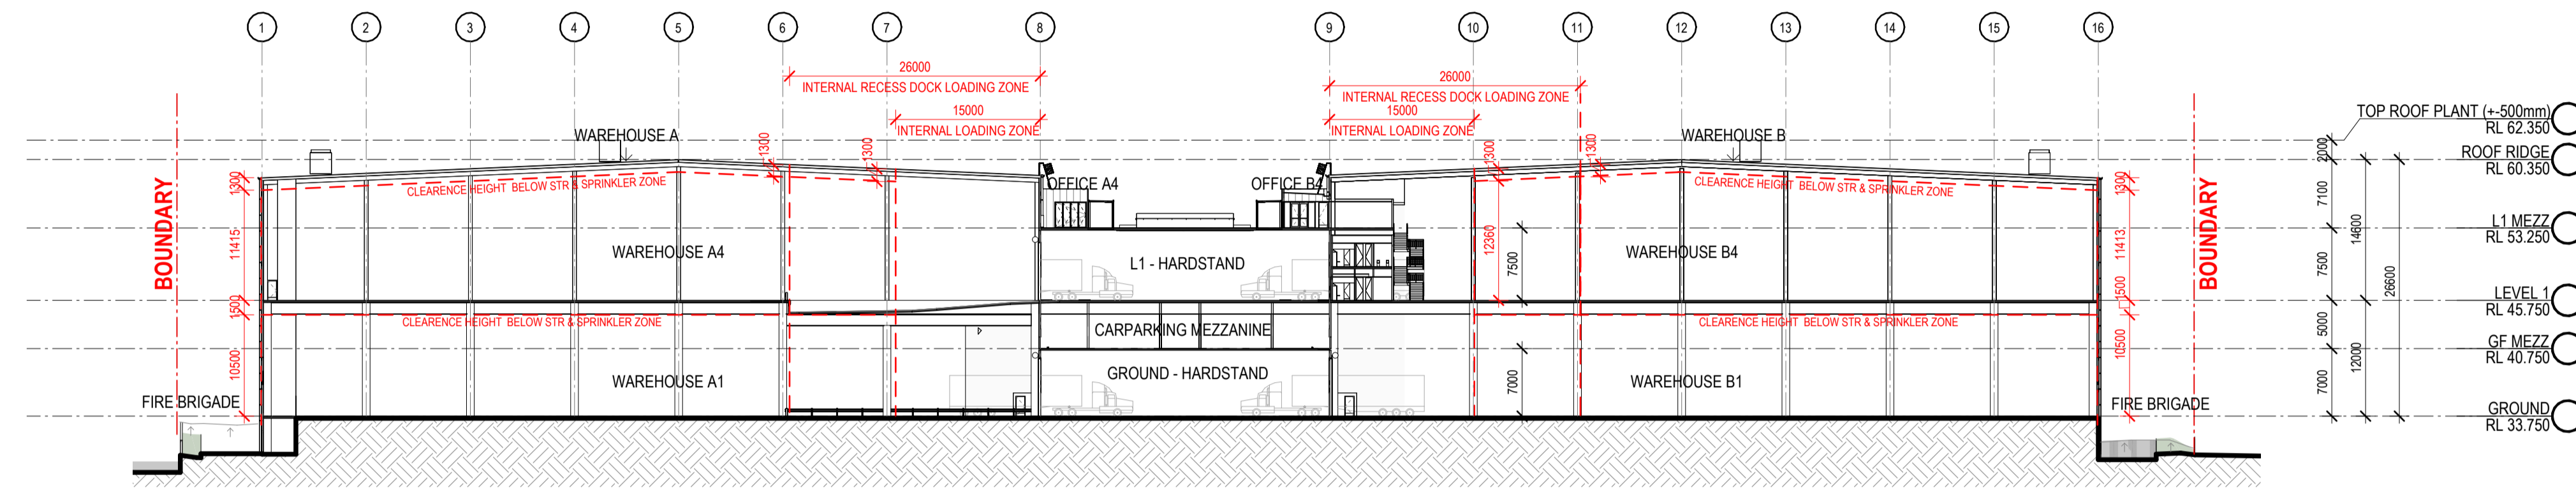 1 2 3 4 5 6 7 8 9 10 11 12 13 14 15 16
26000
INTERNAL RECESS DOCK LOADING ZONE
15000
INTERNAL LOADING ZONE
26000
INTERNAL RECESS DOCK LOADING ZONE
15000
INTERNAL LOADING ZONE
TOP ROOF PLANT (+-500mm)
RL 62.350
WAREHOUSE A
WAREHOUSE B
1300
1300
1300
1300
2000
ROOF RIDGE
RL 60.350
BOUNDARY
1300
CLEARENCE HEIGHT BELOW STR & SPRINKLER ZONE
OFFICE A4
OFFICE B4
CLEARENCE HEIGHT BELOW STR & SPRINKLER ZONE
1300
BOUNDARY
7100
L1 MEZZ
RL 53.250
11415
WAREHOUSE A4
L1 - HARDSTAND
12360
7500
WAREHOUSE B4
11413
7500
14600
26600
LEVEL 1
RL 45.750
1500
CLEARENCE HEIGHT BELOW STR & SPRINKLER ZONE
CARPARKING MEZZANINE
CLEARENCE HEIGHT BELOW STR & SPRINKLER ZONE
1500
5000
GF MEZZ
RL 40.750
10500
WAREHOUSE A1
GROUND - HARDSTAND
7000
WAREHOUSE B1
10500
7000
12000
FIRE BRIGADE
FIRE BRIGADE
GROUND
RL 33.750